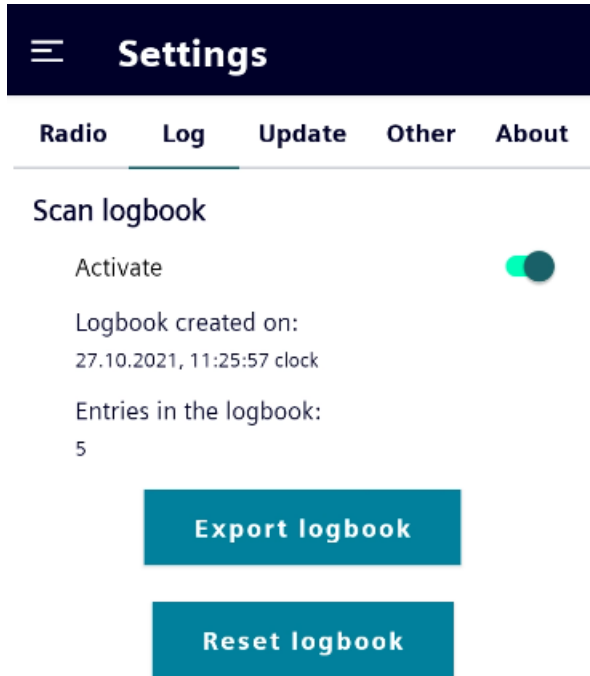 Settings
Radio Log Update Other About
Scan logbook
Activate
Logbook created on:
27.10.2021, 11:25:57 clock
Entries in the logbook:
5
Export logbook
Reset logbook